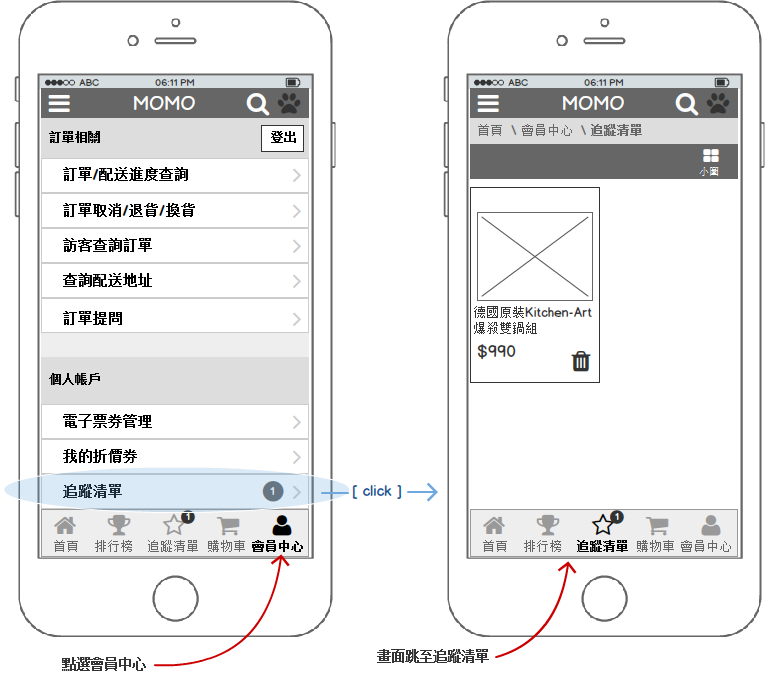 ABC 06:11 PM
MOMO
訂單相關 登出
訂單/配送進度查詢
訂單取消/退貨/換貨
訪客查詢訂單
查詢配送地址
訂單提問
個人帳戶
電子票券管理
我的折價券
追蹤清單 1
1
首頁 排行榜 追蹤清單 購物車 會員中心
點選會員中心
[ click ]
ABC 06:11 PM
MOMO
首頁 \ 會員中心 \ 追蹤清單
小圖
德國原裝Kitchen-Art
爆殺雙鍋組
$990
1
首頁 排行榜 追蹤清單 購物車 會員中心
畫面跳至追蹤清單